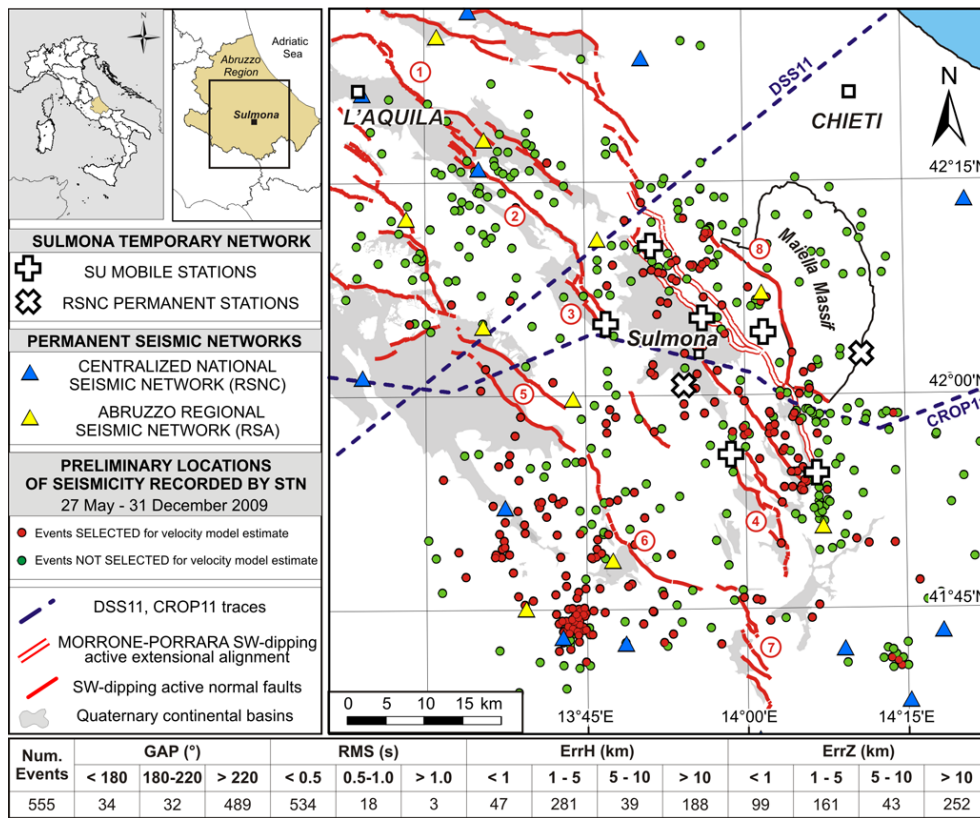 Adriatic
Sea
Abruzzo
Region
Sulmona
SULMONA TEMPORARY NETWORK
SU MOBILE STATIONS
RSNC PERMANENT STATIONS
PERMANENT SEISMIC NETWORKS
CENTRALIZED NATIONAL
SEISMIC NETWORK (RSNC)
ABRUZZO REGIONAL
SEISMIC NETWORK (RSA)
PRELIMINARY LOCATIONS
OF SEISMICITY RECORDED BY STN
27 May - 31 December 2009
Events SELECTED for velocity model estimate
Events NOT SELECTED for velocity model estimate
DSS11, CROP11 traces
MORRONE-PORRARA SW-dipping
active extensional alignment
SW-dipping active normal faults
Quaternary continental basins
1
DSS11
N
L'AQUILA
CHIETI
42°15'N
2
8
Maiella Massif
3
Sulmona
42°00'N
5
CROP11
4
6
41°45'N
7
0 5 10 15 km
13°45'E
14°00'E
14°15'E
Num. Events GAP (°) RMS (s) ErrH (km) ErrZ (km)
< 180 180-220 > 220 < 0.5 0.5-1.0 > 1.0 < 1 1 - 5 5 - 10 > 10 < 1 1 - 5 5 - 10 > 10
555 34 32 489 534 18 3 47 281 39 188 99 161 43 252